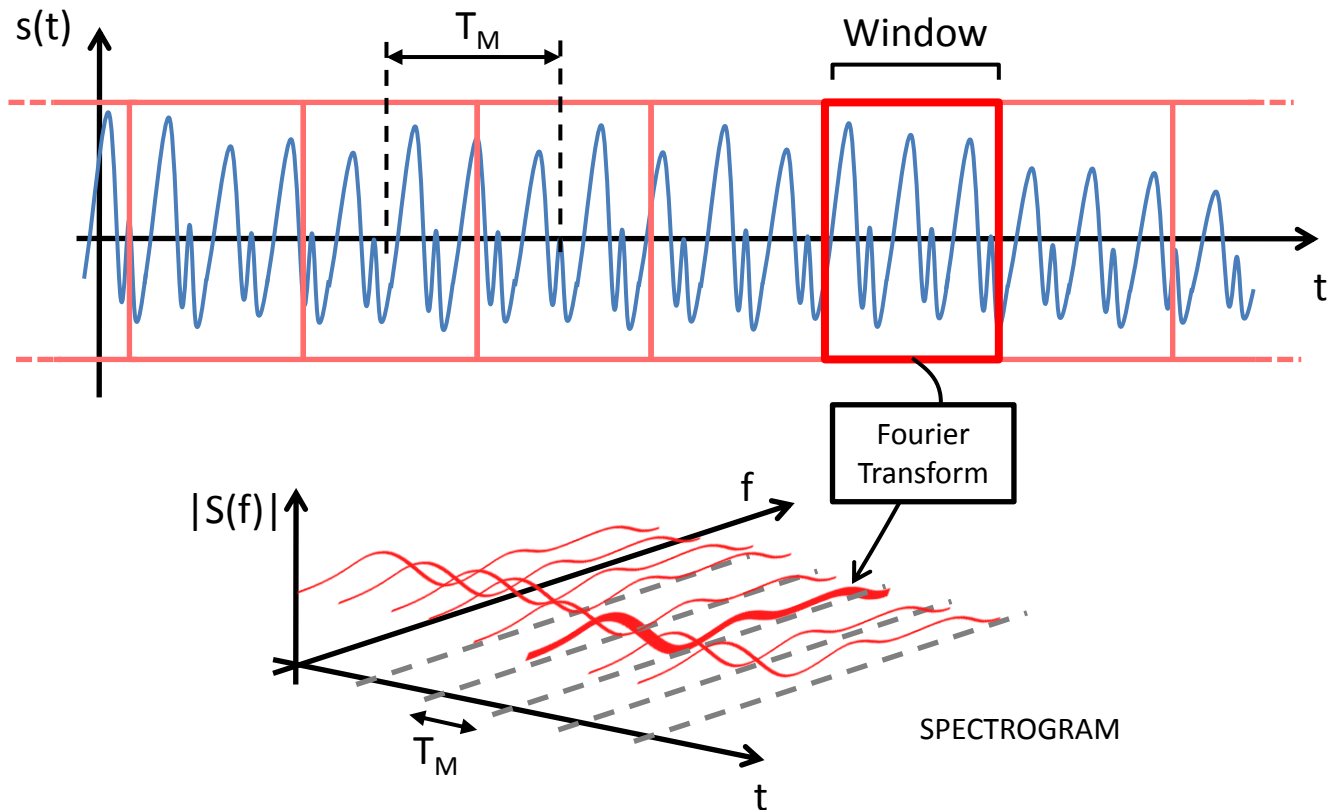 s(t)
T_M
Window
t
Fourier
Transform
|S(f)|
f
T_M
SPECTROGRAM
t